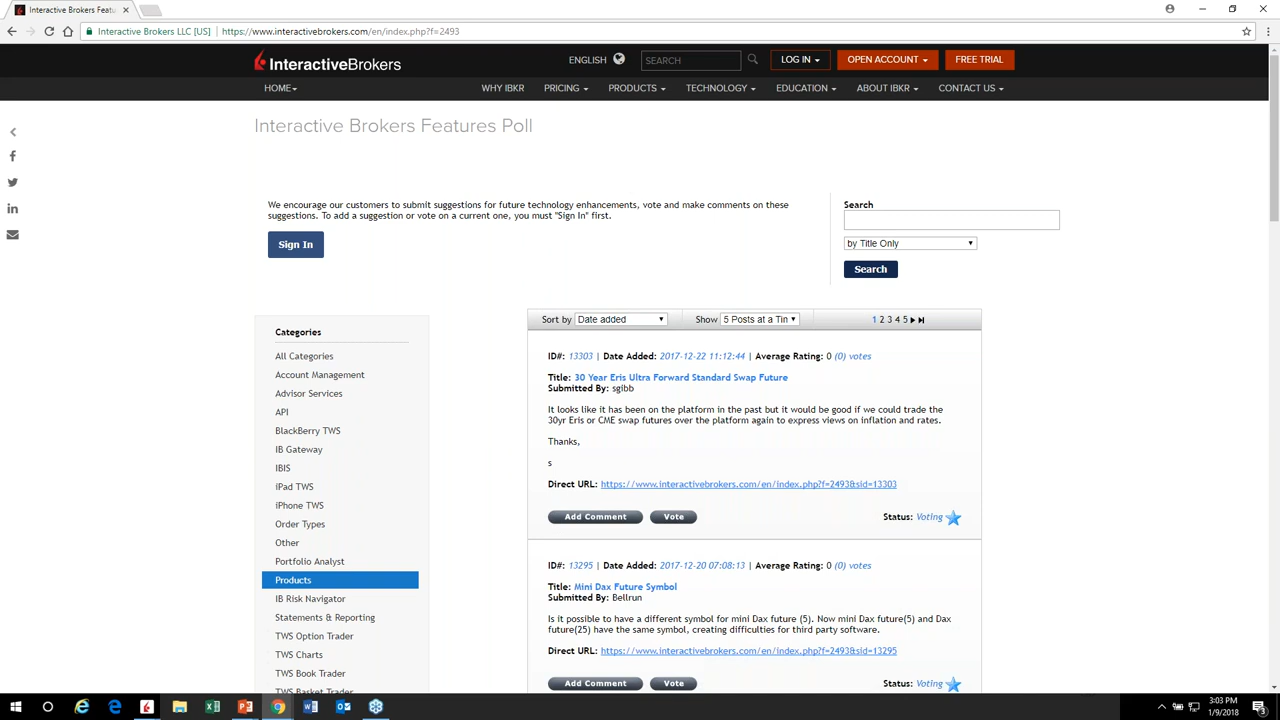 Interactive Brokers Features Poll
Interactive Brokers LLC [US] | https://www.interactivebrokers.com/en/index.php?f=2493
InteractiveBrokers
ENGLISH
SEARCH
LOG IN
OPEN ACCOUNT
FREE TRIAL
HOME
WHY IBKR
PRICING
PRODUCTS
TECHNOLOGY
EDUCATION
ABOUT IBKR
CONTACT US
Interactive Brokers Features Poll
We encourage our customers to submit suggestions for future technology enhancements, vote and make comments on these
suggestions. To add a suggestion or vote on a current one, you must "Sign In" first.
Sign In
Search
by Title Only
Search
Categories
All Categories
Account Management
Advisor Services
API
BlackBerry TWS
IB Gateway
IBIS
iPad TWS
iPhone TWS
Order Types
Other
Portfolio Analyst
Products
IB Risk Navigator
Statements & Reporting
TWS Option Trader
TWS Charts
TWS Book Trader
TWS Basket Trader
Sort by Date added
Show 5 Posts at a Tin
1 2 3 4 5
ID#: 13303 | Date Added: 2017-12-22 11:12:44 | Average Rating: 0 (0) votes
Title: 30 Year Eris Ultra Forward Standard Swap Future
Submitted By: sgibb
It looks like it has been on the platform in the past but it would be good if we could trade the
30yr Eris or CME swap futures over the platform again to express views on inflation and rates.
Thanks,
s
Direct URL: https://www.interactivebrokers.com/en/index.php?f=2493&sid=13303
Add Comment
Vote
Status: Voting
ID#: 13295 | Date Added: 2017-12-20 07:08:13 | Average Rating: 0 (0) votes
Title: Mini Dax Future Symbol
Submitted By: Bellrun
Is it possible to have a different symbol for mini Dax future (5). Now mini Dax future(5) and Dax
future(25) have the same symbol, creating difficulties for third party software.
Direct URL: https://www.interactivebrokers.com/en/index.php?f=2493&sid=13295
Add Comment
Vote
Status: Voting
3:03 PM
1/9/2018
3